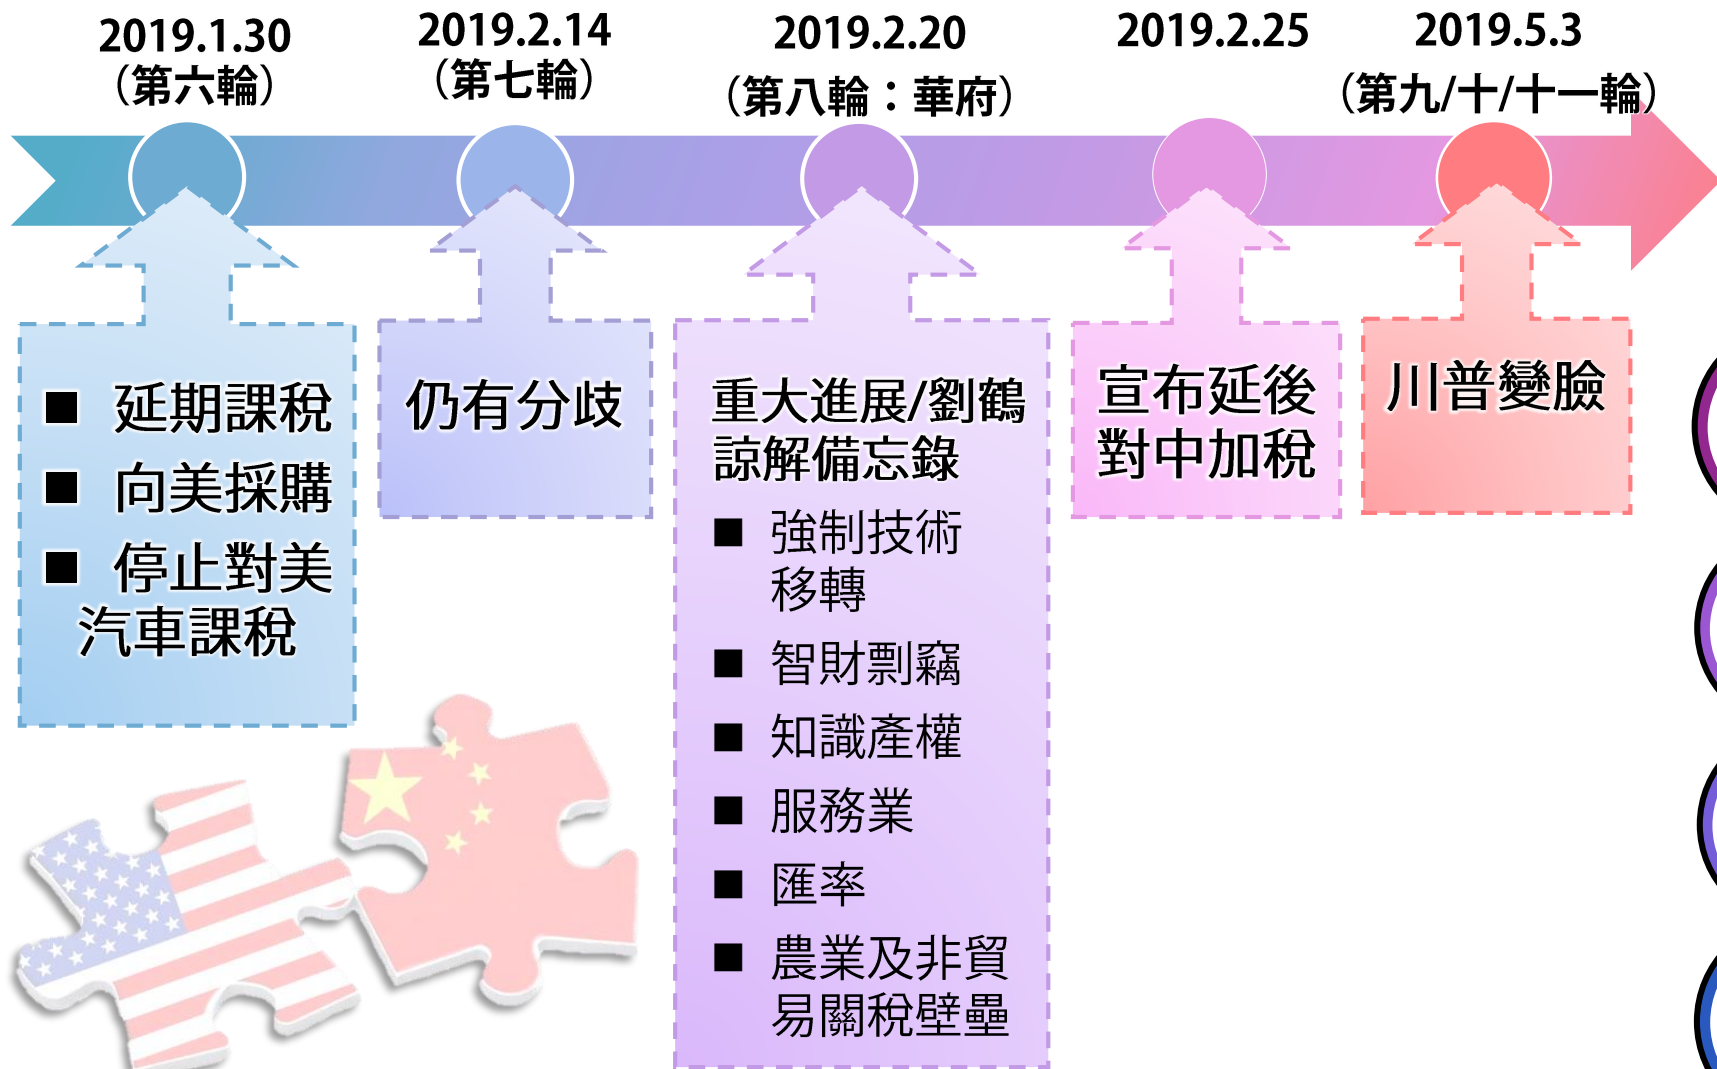 2019.1.30
（第六輪）
2019.2.14
（第七輪）
2019.2.20
（第八輪：華府）
2019.2.25
2019.5.3
（第九/十/十一輪）
■ 延期課稅
■ 向美採購
■ 停止對美
汽車課稅
仍有分歧
重大進展/劉鶴
諒解備忘錄
■ 強制技術
移轉
■ 智財剽竊
■ 知識產權
■ 服務業
■ 匯率
■ 農業及非貿
易關稅壁壘
宣布延後
對中加稅
川普變臉